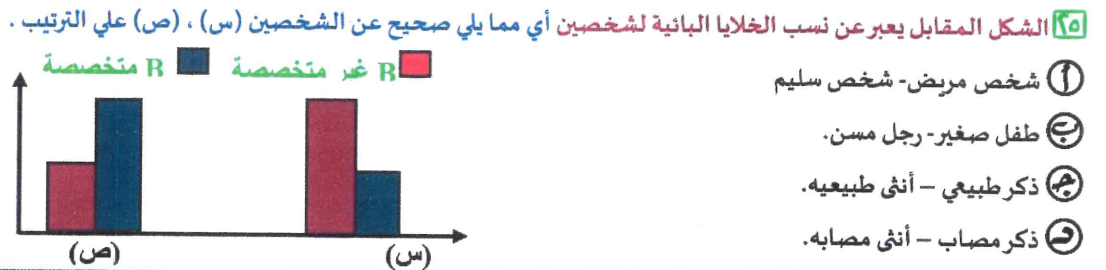 ٢٥ الشكل المقابل يعبر عن نسب الخلايا البائية لشخصين أي مما يلي صحيح عن الشخصين (س) ، (ص) علي الترتيب .
B غير متخصصة B متخصصة
أ شخص مريض- شخص سليم
ب طفل صغير- رجل مسن.
ج ذكر طبيعي – أنثى طبيعيه.
د ذكر مصاب – أنثى مصابه.
(س) (ص)